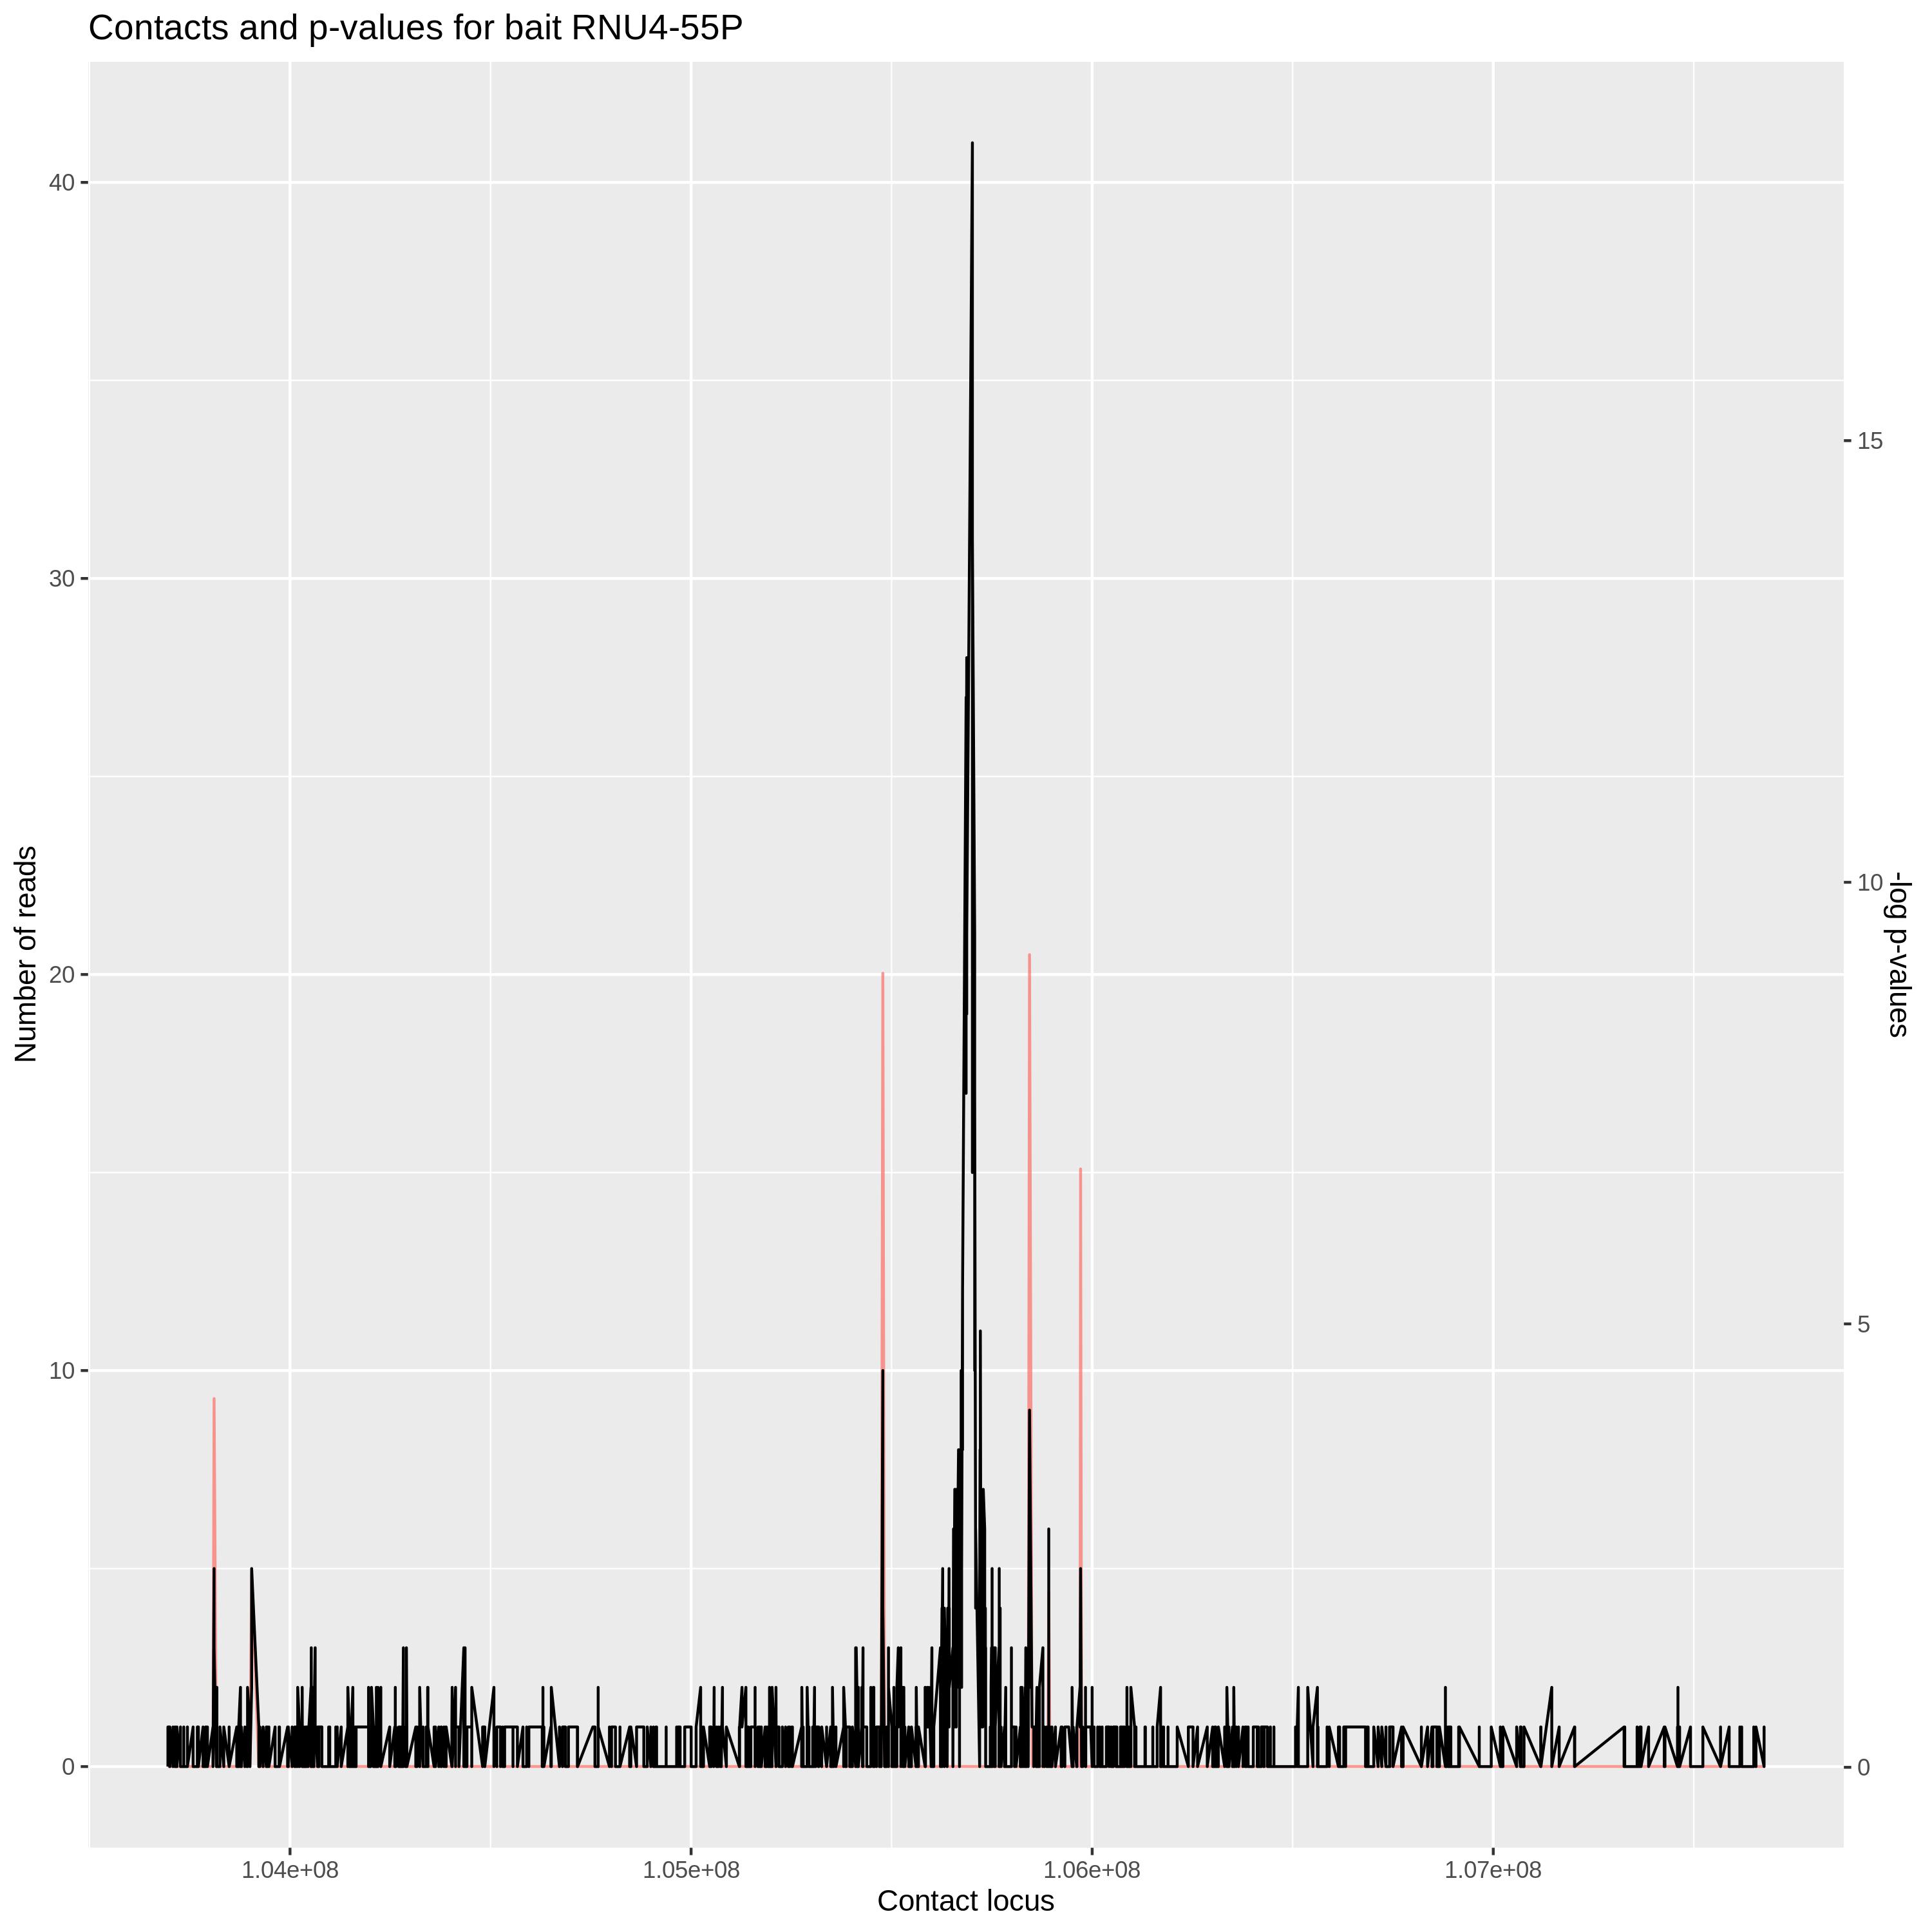 Contacts and p-values for bait RNU4-55P
40
30
20
10
0
Number of reads
15
10
5
0
-log p-values
1.04e+08 1.05e+08 1.06e+08 1.07e+08
Contact locus